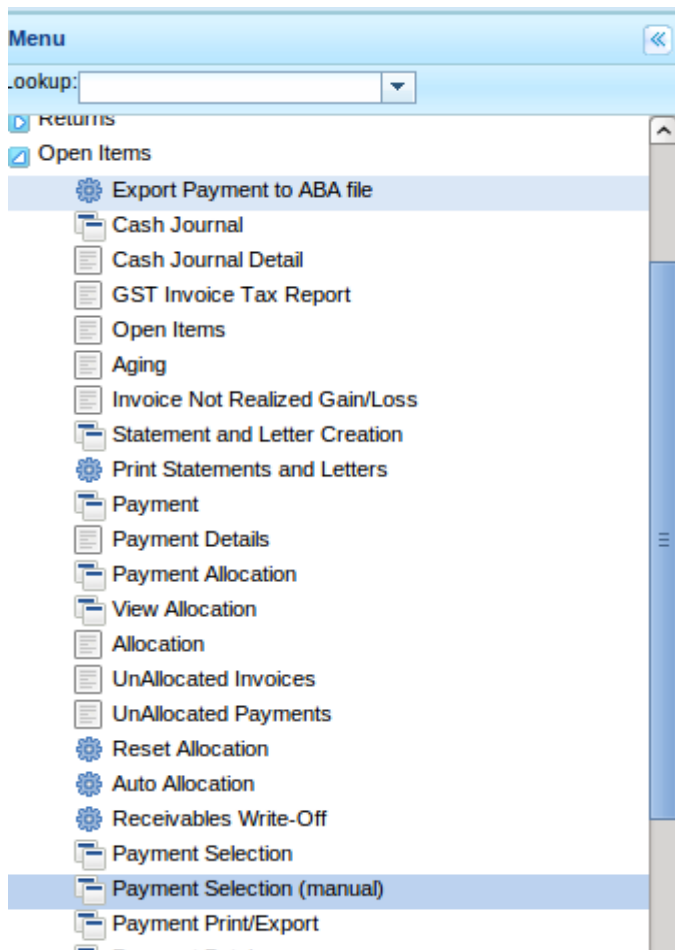 Menu
Lookup:
Returns
Open Items
Export Payment to ABA file
Cash Journal
Cash Journal Detail
GST Invoice Tax Report
Open Items
Aging
Invoice Not Realized Gain/Loss
Statement and Letter Creation
Print Statements and Letters
Payment
Payment Details
Payment Allocation
View Allocation
Allocation
UnAllocated Invoices
UnAllocated Payments
Reset Allocation
Auto Allocation
Receivables Write-Off
Payment Selection
Payment Selection (manual)
Payment Print/Export